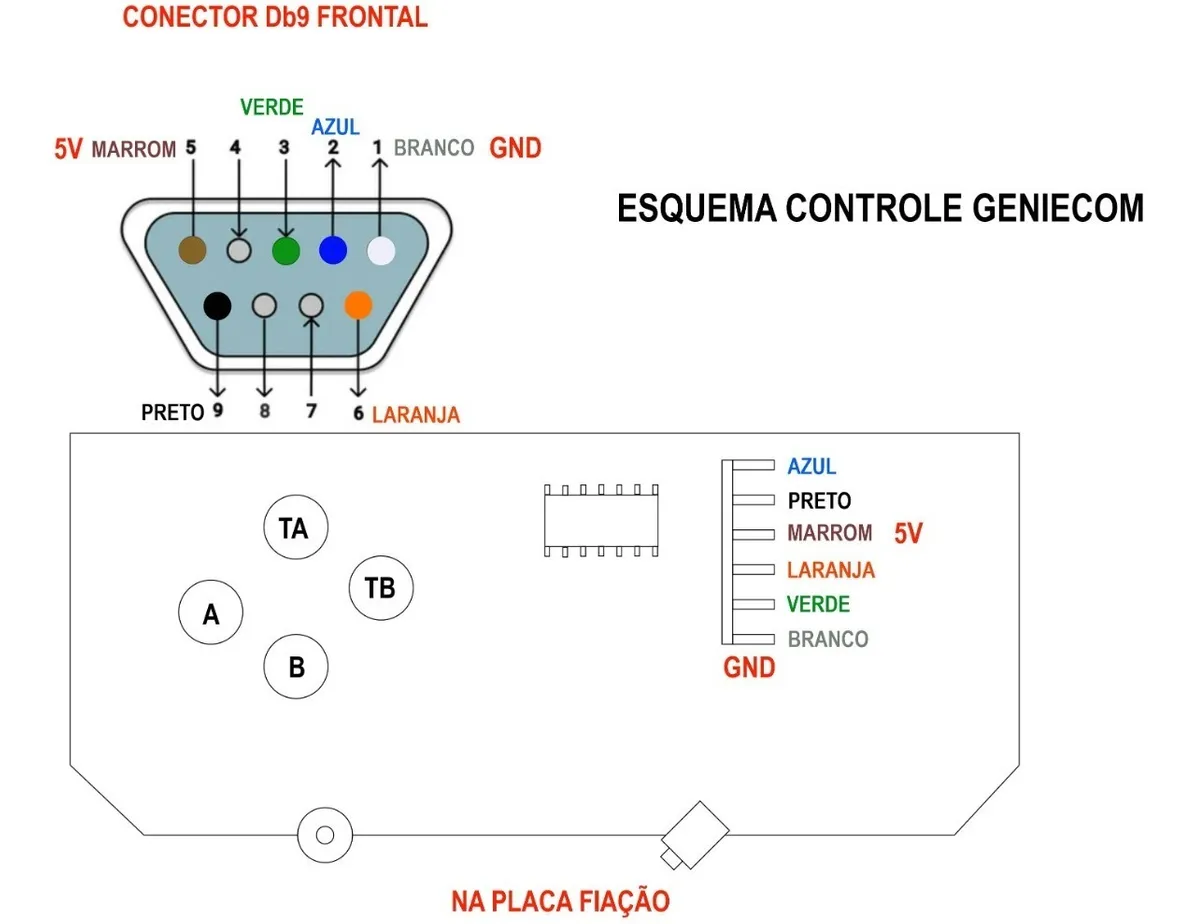 CONECTOR Db9 FRONTAL
VERDE
AZUL
5V MARROM 5 4 3 2 1 BRANCO GND
ESQUEMA CONTROLE GENIECOM
PRETO 9 8 7 6 LARANJA
AZUL
PRETO
MARROM 5V
LARANJA
VERDE
BRANCO
GND
TA
TB
A
B
NA PLACA FIAÇÃO